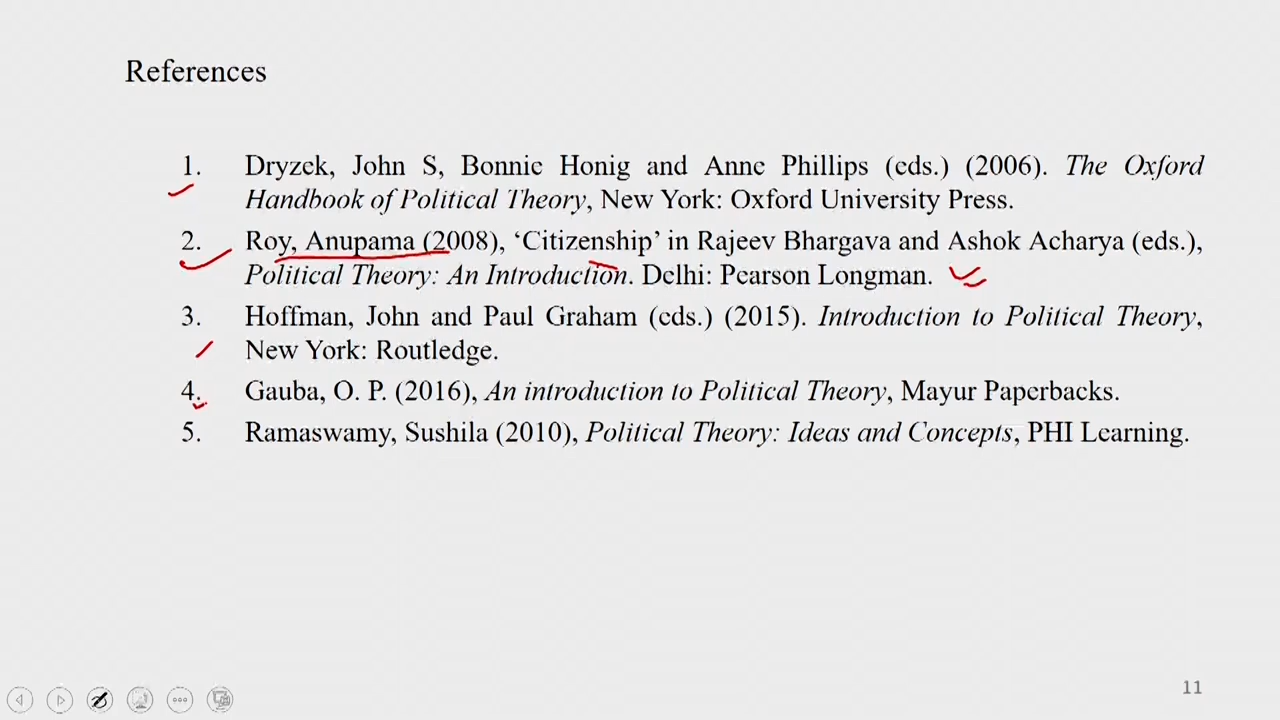 References
1. Dryzek, John S, Bonnie Honig and Anne Phillips (eds.) (2006). The Oxford
Handbook of Political Theory, New York: Oxford University Press.
2. Roy, Anupama (2008), ‘Citizenship’ in Rajeev Bhargava and Ashok Acharya (eds.),
Political Theory: An Introduction. Delhi: Pearson Longman.
3. Hoffman, John and Paul Graham (eds.) (2015). Introduction to Political Theory,
New York: Routledge.
4. Gauba, O. P. (2016), An introduction to Political Theory, Mayur Paperbacks.
5. Ramaswamy, Sushila (2010), Political Theory: Ideas and Concepts, PHI Learning.
11